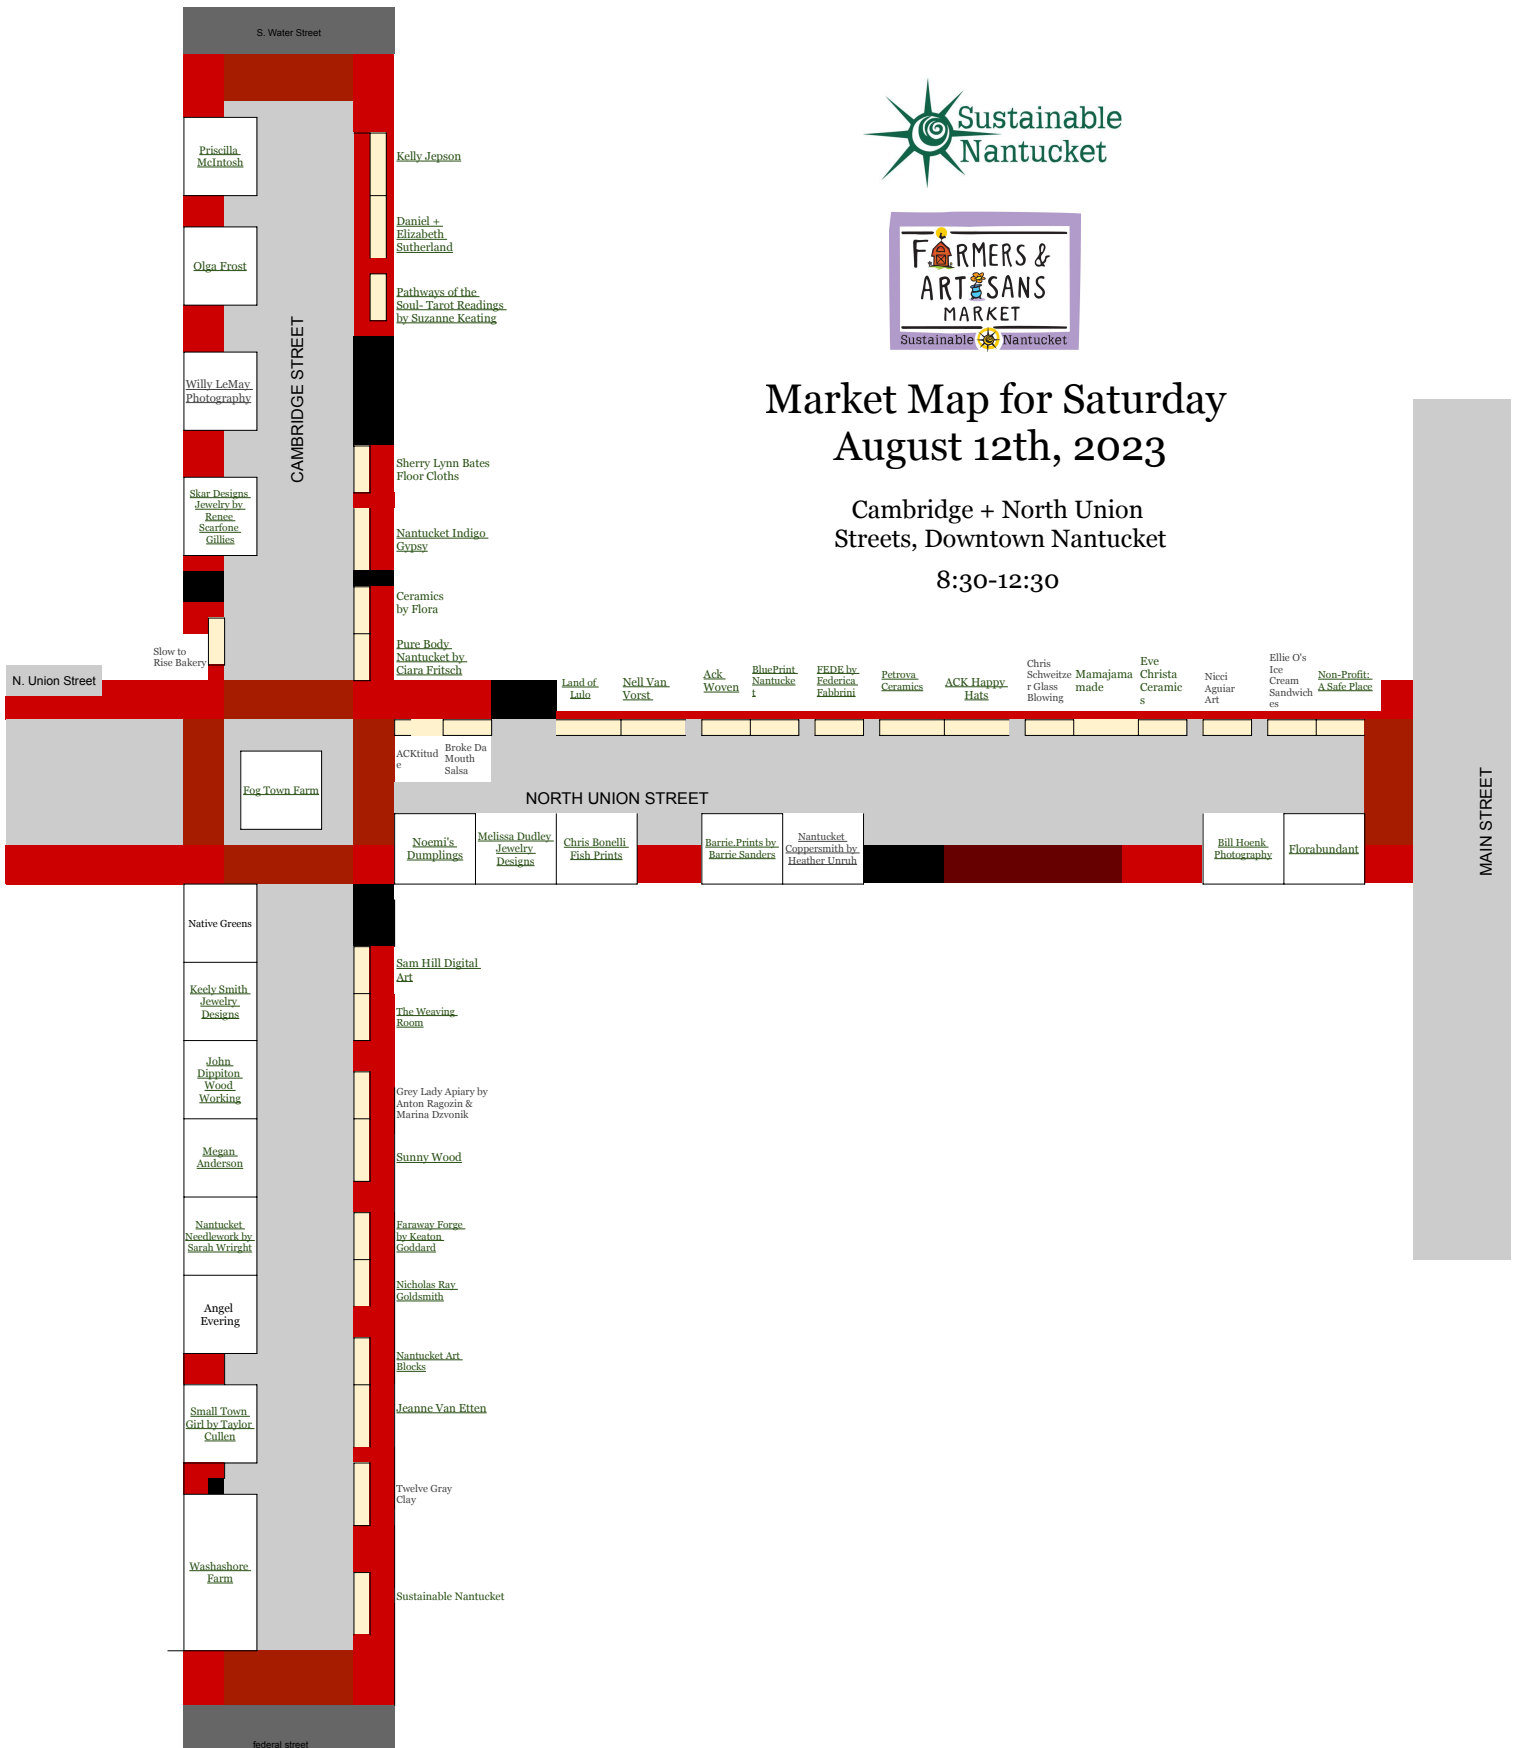 S. Water Street
Sustainable
Nantucket
FARMERS &
ARTISANS
MARKET
Sustainable Nantucket
Market Map for Saturday
August 12th, 2023
Cambridge + North Union
Streets, Downtown Nantucket
8:30-12:30
Priscilla
McIntosh
Olga Frost
Willy LeMay
Photography
Skar Designs
Jewelry by
Renee
Scarfone
Gillies
Slow to
Rise Bakery
CAMBRIDGE STREET
Kelly Jepson
Daniel +
Elizabeth
Sutherland
Pathways of the
Soul- Tarot Readings
by Suzanne Keating
Sherry Lynn Bates
Floor Cloths
Nantucket Indigo
Gypsy
Ceramics
by Flora
Pure Body
Nantucket by
Ciara Fritsch
N. Union Street
Land of
Lulo
Nell Van
Vorst
Ack
Woven
BluePrint
Nantucke
t
FEDE by
Federica
Fabbrini
Petrova
Ceramics
ACK Happy
Hats
Chris
Schweitze
r Glass
Blowing
Mamajama
made
Eve
Christa
Ceramic
s
Nicci
Aguiar
Art
Ellie O's
Ice
Cream
Sandwich
es
Non-Profit:
A Safe Place
ACKtitud
e
Broke Da
Mouth
Salsa
Fog Town Farm
NORTH UNION STREET
MAIN STREET
Noemi's
Dumplings
Melissa Dudley
Jewelry
Designs
Chris Bonelli
Fish Prints
Barrie.Prints by
Barrie Sanders
Nantucket
Coppersmith by
Heather Unruh
Bill Hoenk
Photography
Florabundant
Native Greens
Keely Smith
Jewelry
Designs
John
Dippiton
Wood
Working
Megan
Anderson
Nantucket
Needlework by
Sarah Wrirght
Angel
Evering
Small Town
Girl by Taylor
Cullen
Washashore
Farm
Sam Hill Digital
Art
The Weaving
Room
Grey Lady Apiary by
Anton Ragozin &
Marina Dzvonik
Sunny Wood
Faraway Forge
by Keaton
Goddard
Nicholas Ray
Goldsmith
Nantucket Art
Blocks
Jeanne Van Etten
Twelve Gray
Clay
Sustainable Nantucket
federal street